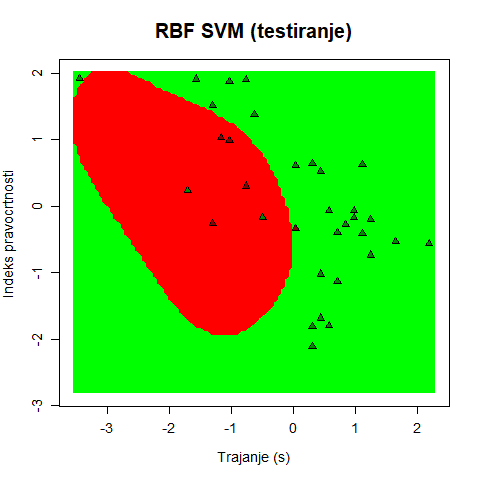 RBF SVM (testiranje)
Indeks pravocrtnosti
2
1
0
-1
-2
-3
-3 -2 -1 0 1 2
Trajanje (s)